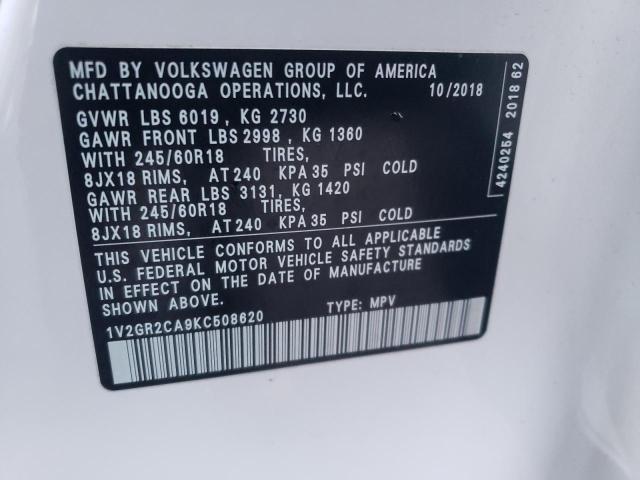 MFD BY VOLKSWAGEN GROUP OF AMERICA
CHATTANOOGA OPERATIONS, LLC. 10/2018
GVWR LBS 6019 , KG 2730
GAWR FRONT LBS 2998 , KG 1360
WITH 245/60R18 TIRES,
8JX18 RIMS, AT 240 KPA 35 PSI COLD
GAWR REAR LBS 3131, KG 1420
WITH 245/60R18 TIRES,
8JX18 RIMS, AT 240 KPA 35 PSI COLD
THIS VEHICLE CONFORMS TO ALL APPLICABLE
U.S. FEDERAL MOTOR VEHICLE SAFETY STANDARDS
IN EFFECT ON THE DATE OF MANUFACTURE
SHOWN ABOVE.
1V2GR2CA9KC508620 TYPE: MPV
4240254 2018 62